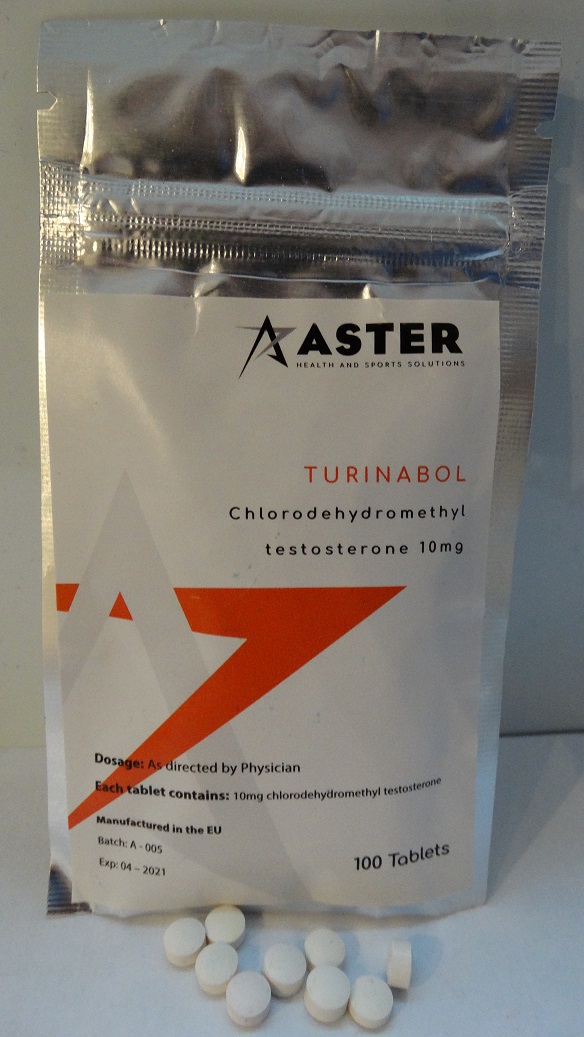 ASTER
HEALTH AND SPORTS SOLUTIONS
TURINABOL
Chlorodehydromethyl
testosterone 10mg
Dosage: As directed by Physician
Each tablet contains: 10mg chlorodehydromethyl testosterone
Manufactured in the EU
Batch: A - 005
Exp: 04 – 2021
100 Tablets